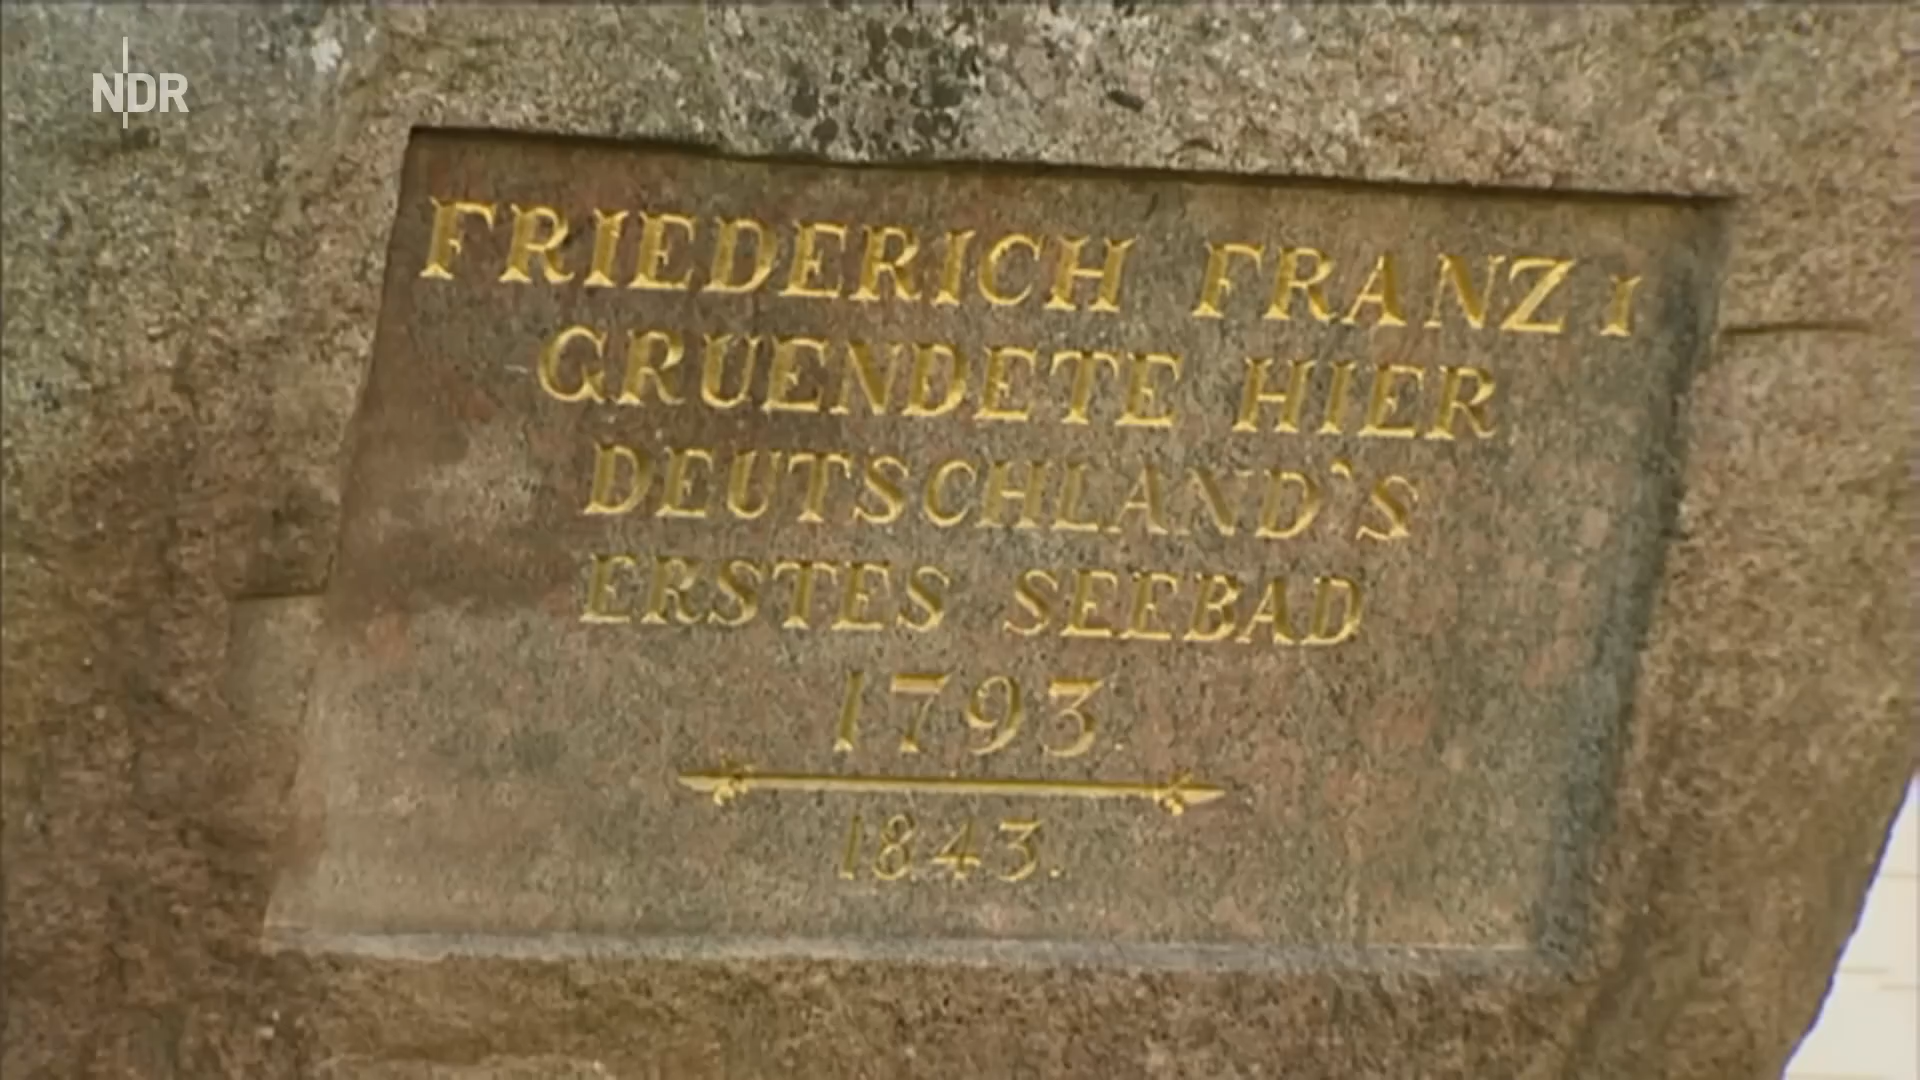 NDR
FRIEDERICH FRANZ I
GRUENDETE HIER
DEUTSCHLAND'S
ERSTES SEEBAD
1793.
1843.